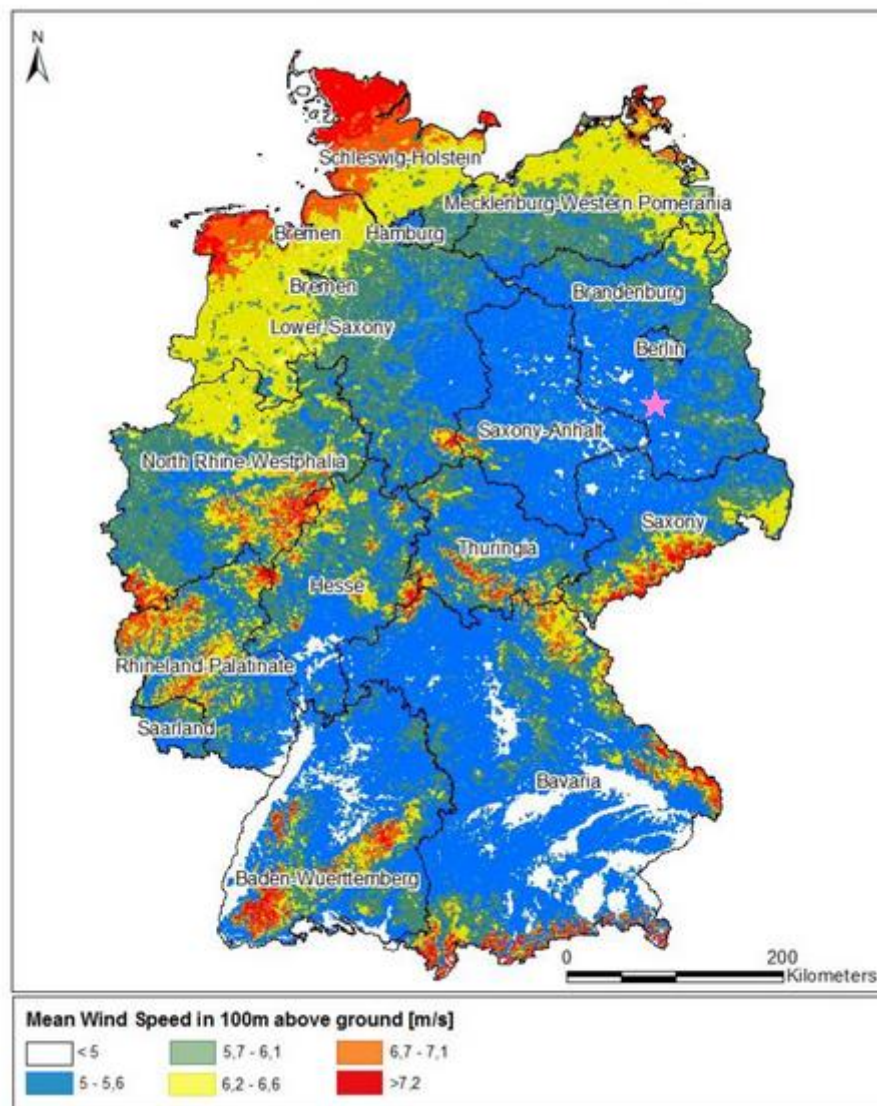 N
Schleswig-Holstein
Mecklenburg-Western Pomerania
Bremen
Hamburg
Bremen
Brandenburg
Lower Saxony
Berlin
Saxony-Anhalt
North Rhine-Westphalia
Saxony
Thuringia
Hesse
Rhineland-Palatinate
Saarland
Bavaria
Baden-Wuerttemberg
0 200
Kilometers
Mean Wind Speed in 100m above ground [m/s]
< 5 5,7 - 6,1 6,7 - 7,1
5 - 5,6 6,2 - 6,6 >7,2